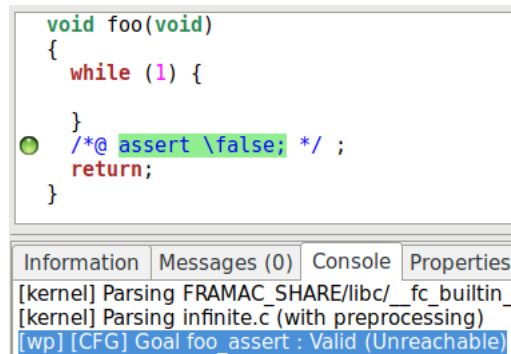 void foo(void)
{
while (1) {
}
/*@ assert \false; */ ;
return;
}
Information Messages (0) Console Properties
[kernel] Parsing FRAMAC_SHARE/libc/__fc_builtin_
[kernel] Parsing infinite.c (with preprocessing)
[wp] [CFG] Goal foo_assert : Valid (Unreachable)